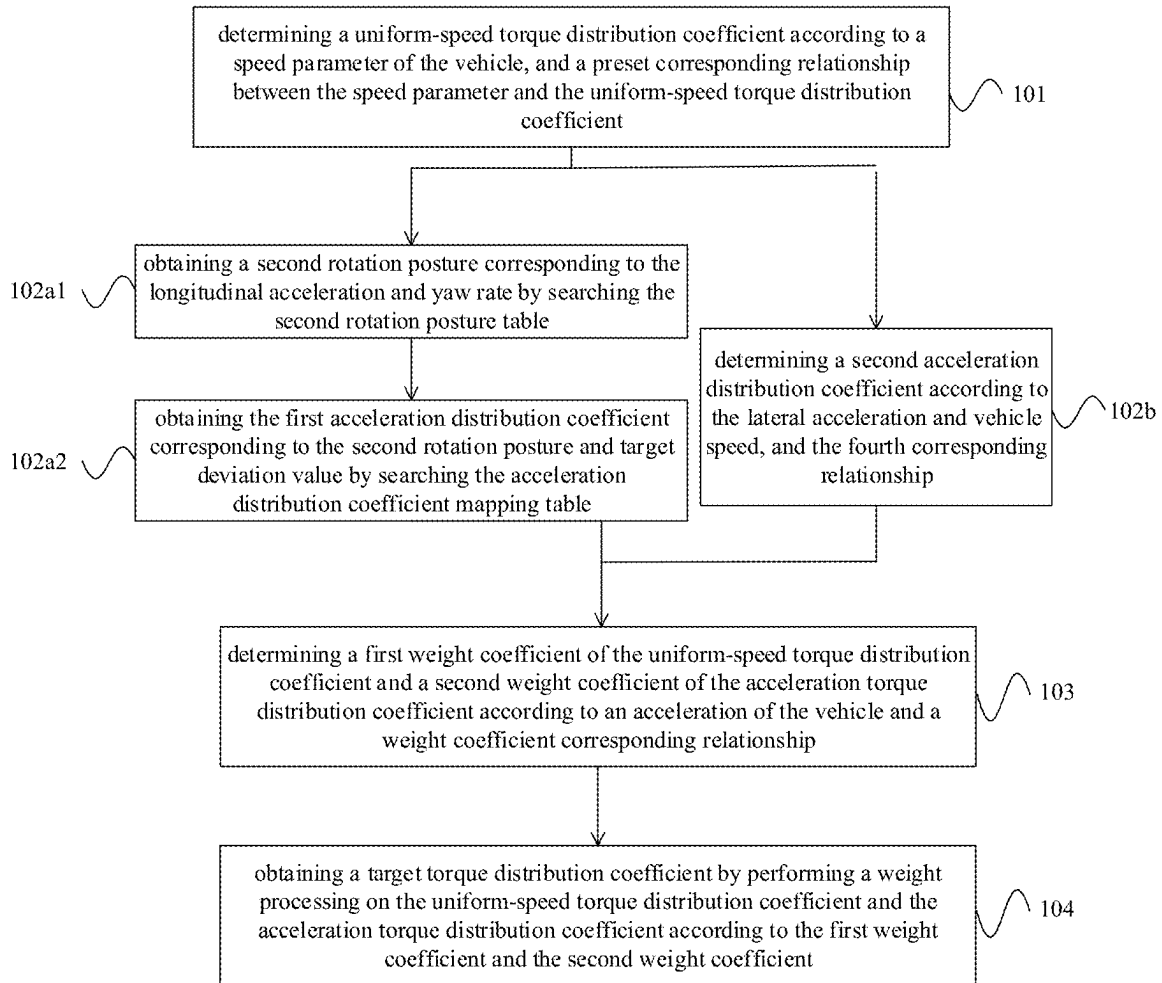 determining a uniform-speed torque distribution coefficient according to a
speed parameter of the vehicle, and a preset corresponding relationship
between the speed parameter and the uniform-speed torque distribution
coefficient
101
102a1
obtaining a second rotation posture corresponding to the
longitudinal acceleration and yaw rate by searching the
second rotation posture table
102a2
obtaining the first acceleration distribution coefficient
corresponding to the second rotation posture and target
deviation value by searching the acceleration
distribution coefficient mapping table
determining a second acceleration
distribution coefficient according to
the lateral acceleration and vehicle
speed, and the fourth corresponding
relationship
102b
determining a first weight coefficient of the uniform-speed torque distribution
coefficient and a second weight coefficient of the acceleration torque
distribution coefficient according to an acceleration of the vehicle and a
weight coefficient corresponding relationship
103
obtaining a target torque distribution coefficient by performing a weight
processing on the uniform-speed torque distribution coefficient and the
acceleration torque distribution coefficient according to the first weight
coefficient and the second weight coefficient
104